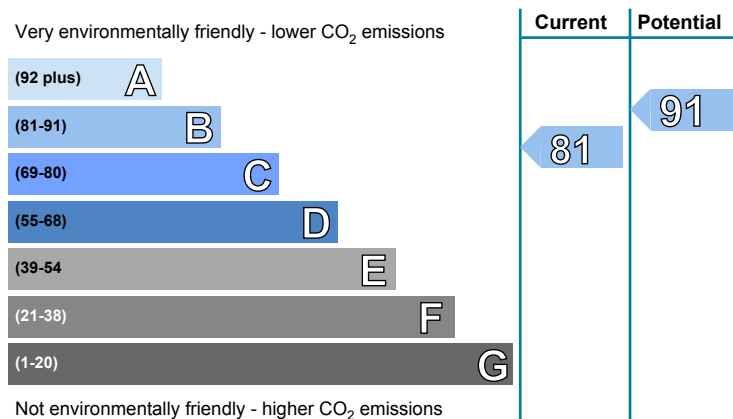 Very environmentally friendly - lower CO2 emissions
Current
Potential
(92 plus) A
(81-91) B
(69-80) C
(55-68) D
(39-54 E
(21-38) F
(1-20) G
81
91
Not environmentally friendly - higher CO2 emissions